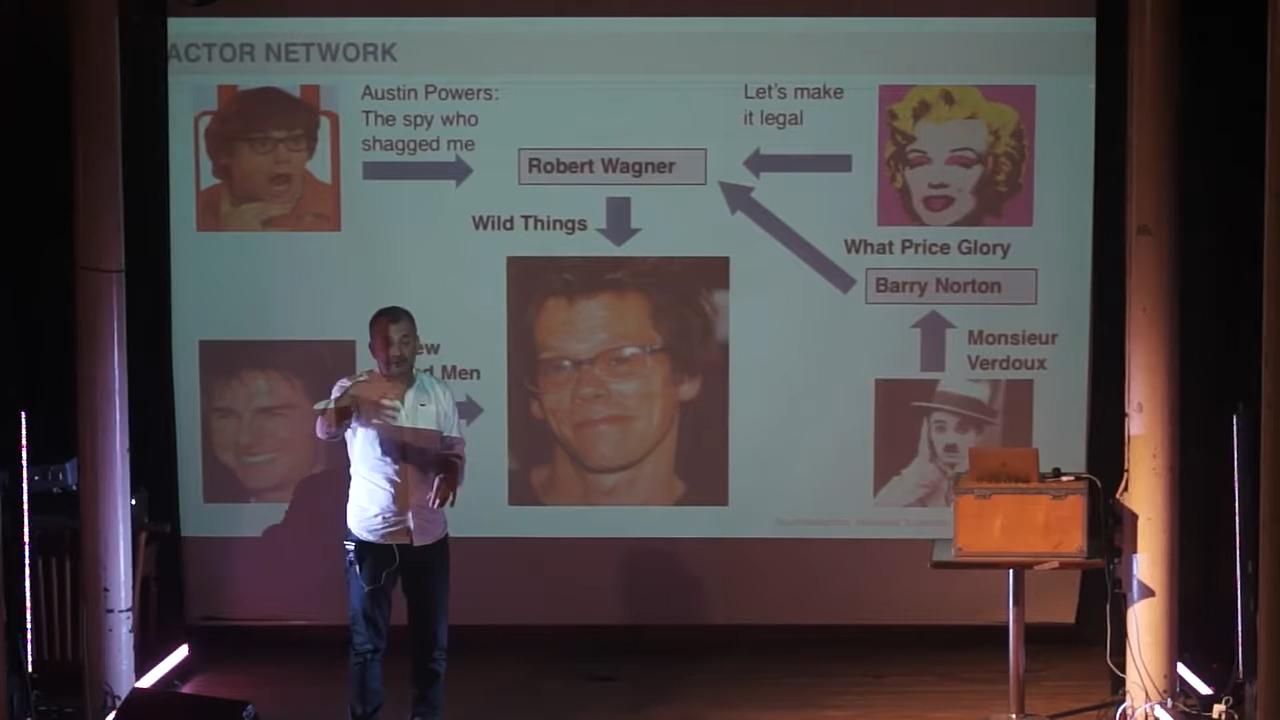 ACTOR NETWORK
Austin Powers:
The spy who
shagged me
Let's make
it legal
Robert Wagner
Wild Things
What Price Glory
Barry Norton
Monsieur
Verdoux
ew
d Men